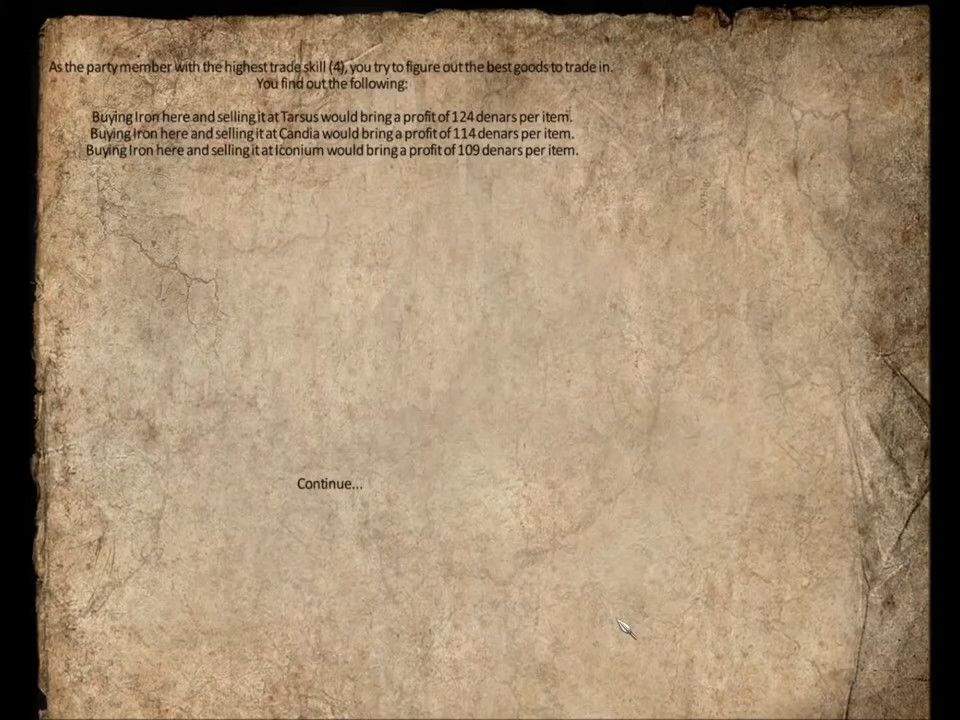 As the party member with the highest trade skill (4), you try to figure out the best goods to trade in.
You find out the following:
Buying Iron here and selling it at Tarsus would bring a profit of 124 denars per item.
Buying Iron here and selling it at Candia would bring a profit of 114 denars per item.
Buying Iron here and selling it at Iconium would bring a profit of 109 denars per item.
Continue...